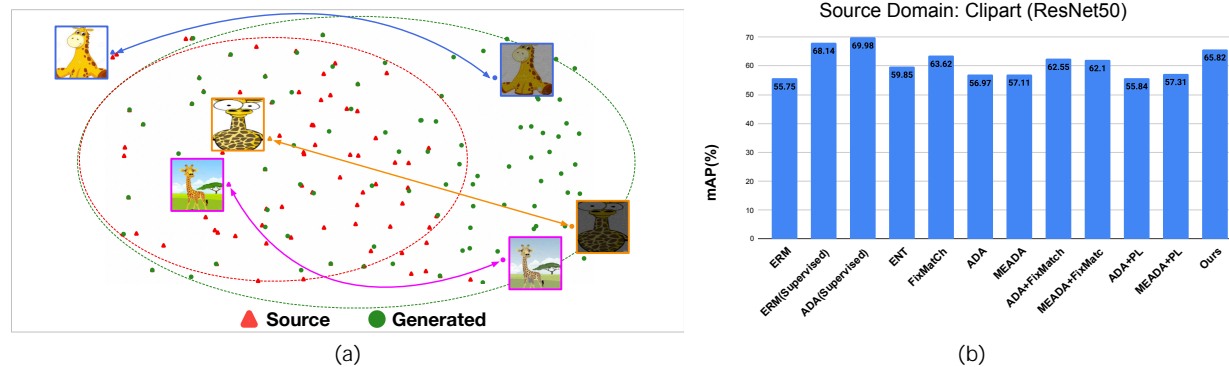 Source
Generated
(a)
Source Domain: Clipart (ResNet50)
mAP(%)
70
60
50
40
30
20
10
0
55.75
68.14
69.98
59.85
63.62
56.97
57.11
62.55
62.1
55.84
57.31
65.82
ERM
ERM(Supervised)
ADA(Supervised)
ENT
FixMatCh
ADA
MEADA
ADA+FixMatch
MEADA+FixMatc
ADA+PL
MEADA+PL
Ours
(b)